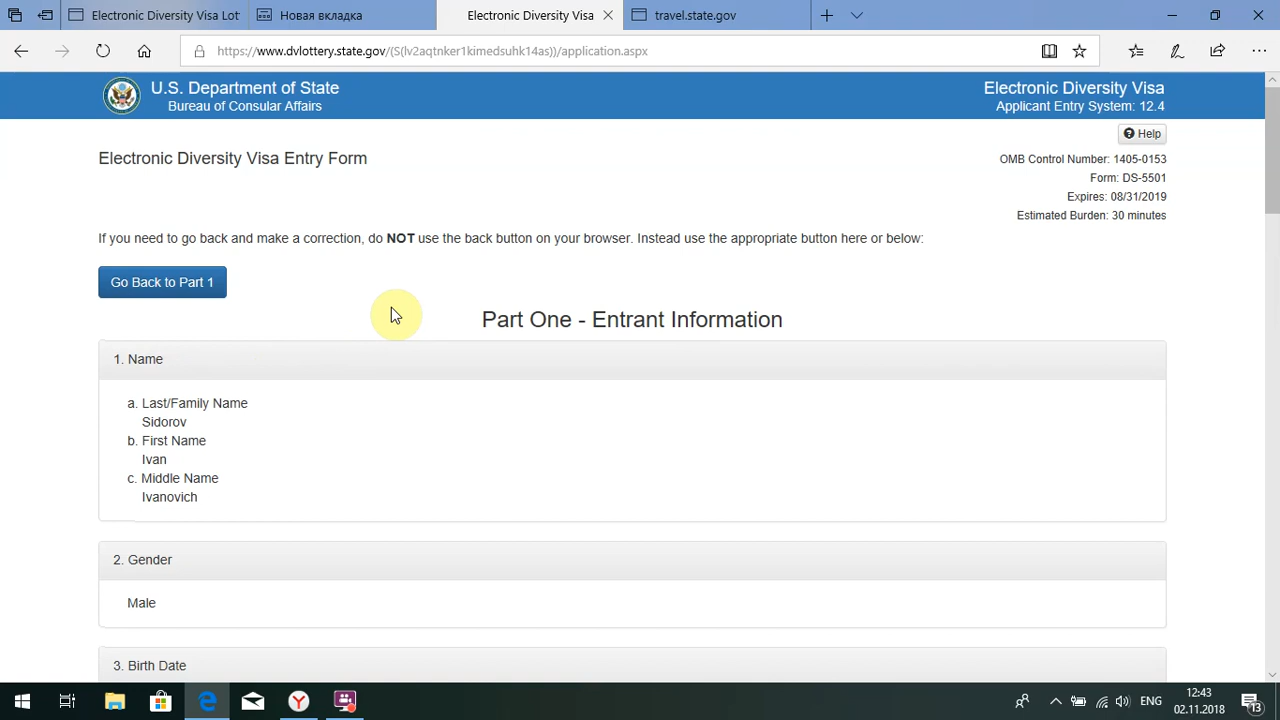 Electronic Diversity Visa Lot
Новая вкладка
Electronic Diversity Visa
travel.state.gov
https://www.dvlottery.state.gov/(S(lv2aqtnker1kimedsuhk14as))/application.aspx
U.S. Department of State
Bureau of Consular Affairs
Electronic Diversity Visa
Applicant Entry System: 12.4
Help
Electronic Diversity Visa Entry Form
OMB Control Number: 1405-0153
Form: DS-5501
Expires: 08/31/2019
Estimated Burden: 30 minutes
If you need to go back and make a correction, do NOT use the back button on your browser. Instead use the appropriate button here or below:
Go Back to Part 1
Part One - Entrant Information
1. Name
a. Last/Family Name
Sidorov
b. First Name
Ivan
c. Middle Name
Ivanovich
2. Gender
Male
3. Birth Date
ENG
12:43
02.11.2018
13